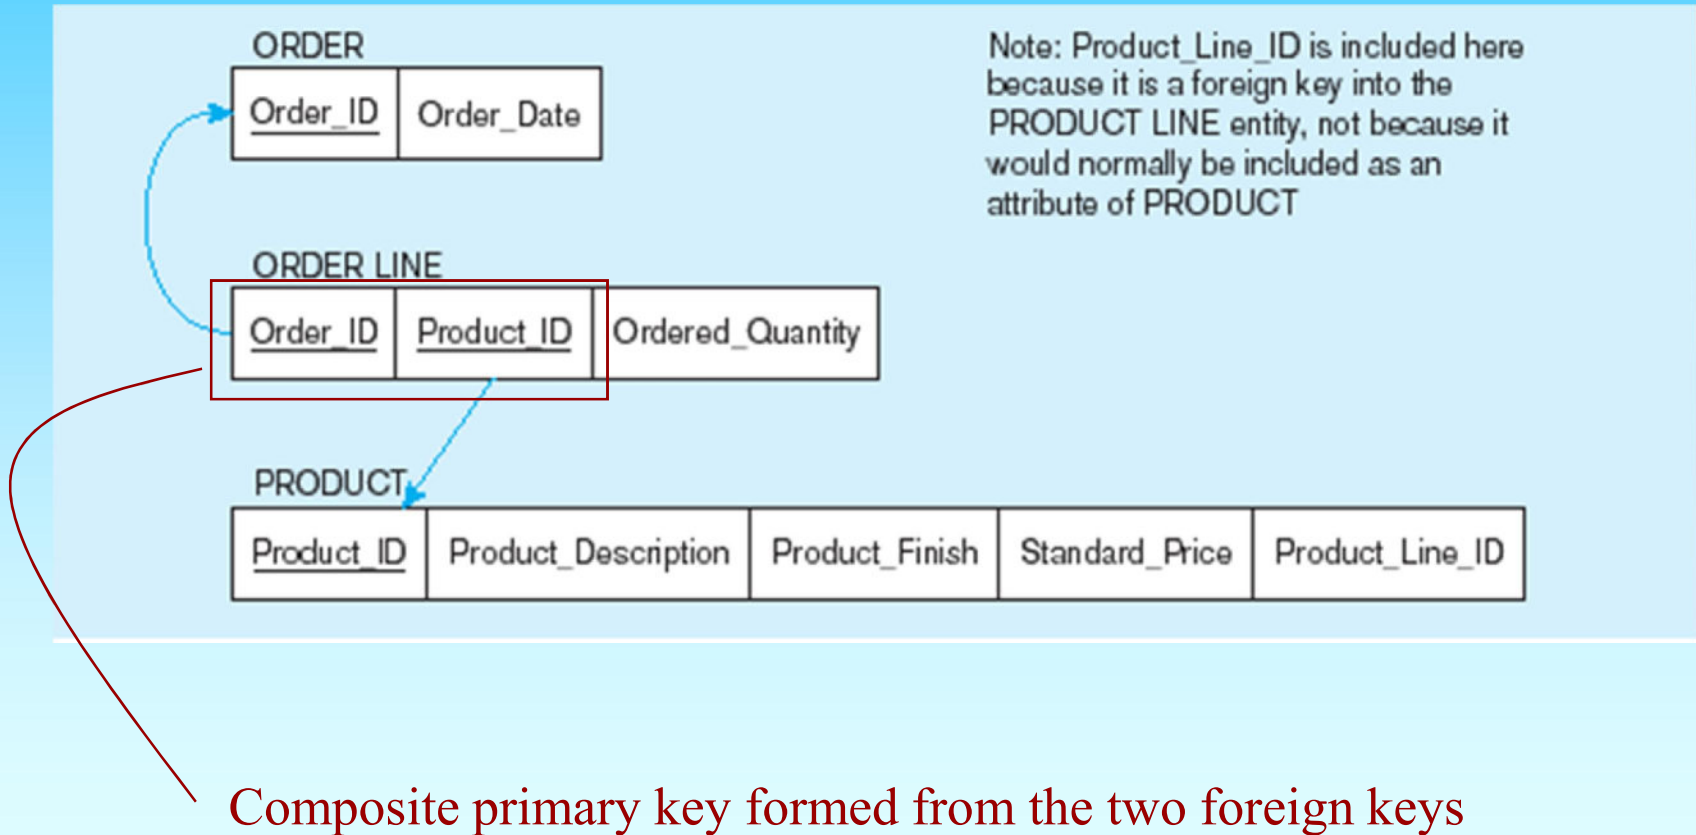 ORDER
Order_ID Order_Date
Note: Product_Line_ID is included here
because it is a foreign key into the
PRODUCT LINE entity, not because it
would normally be included as an
attribute of PRODUCT
ORDER LINE
Order_ID Product_ID Ordered_Quantity
PRODUCT
Product_ID Product_Description Product_Finish Standard_Price Product_Line_ID
Composite primary key formed from the two foreign keys